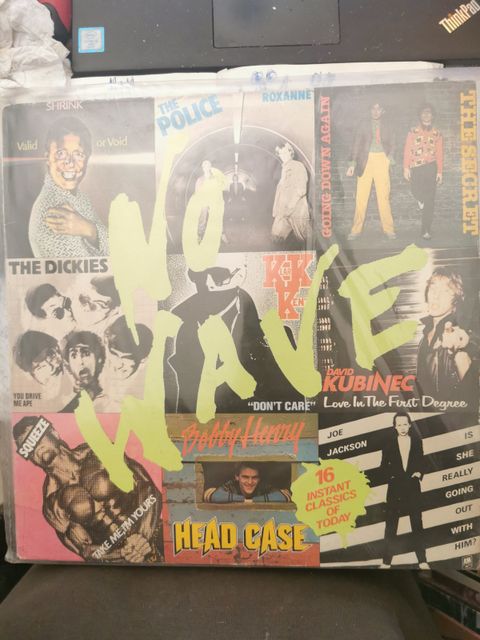 ThinkPad
intel
SHRINK
Valid or Void
THE
POLICE
ROXANNE
GOING DOWN AGAIN
THE SECRET
NO
WAVE
THE DICKIES
YOU DRIVE
ME APE
KLARK
KENT
"DON'T CARE"
DAVID
KUBINEC
Love In The First Degree
SQUEEZE
TAKE ME, I'M YOURS
Bobby Henry
HEAD CASE
16
INSTANT
CLASSICS
OF
TODAY
JOE
JACKSON
IS
SHE
REALLY
GOING
OUT
WITH
HIM?
A&M